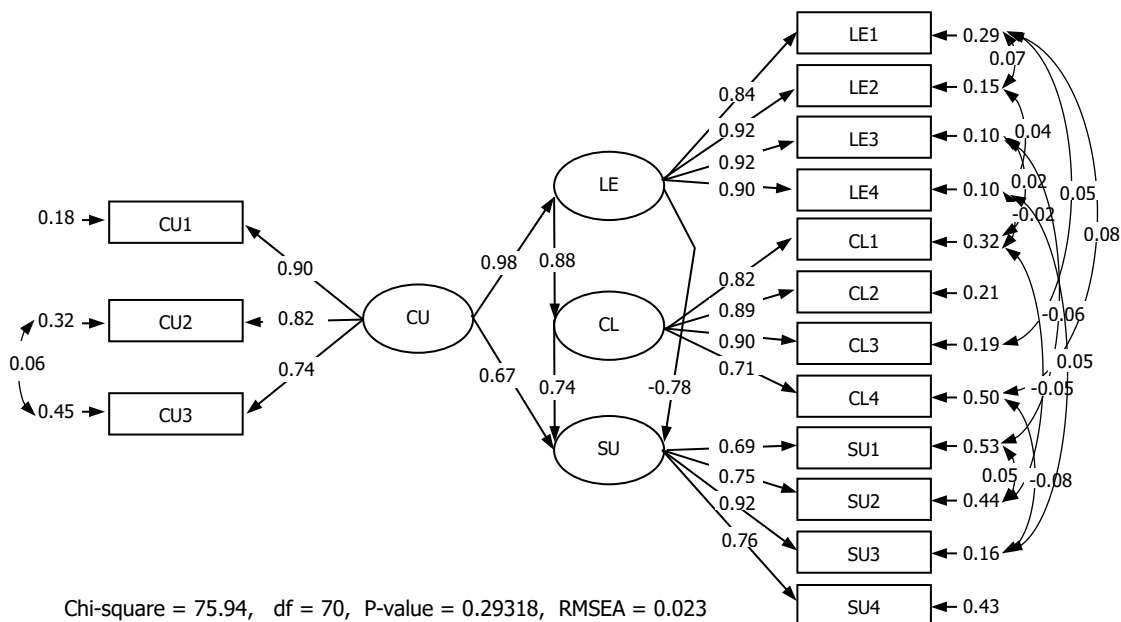 LE1
0.29
0.07
LE2
0.15
0.84
0.92
LE3
0.10
0.04
0.92
LE
LE4
0.10
0.02
0.05
0.90
0.18
CU1
-0.02
0.08
CL1
0.32
0.90
0.98
0.88
0.82
CL2
0.21
0.89
0.32
CU2
0.82
CU
CL
-0.06
0.90
CL3
0.19
0.06
0.74
0.67
0.74
-0.78
0.71
0.05
-0.05
CL4
0.50
0.45
CU3
SU
0.69
SU1
0.53
0.75
0.05
-0.08
SU2
0.44
0.92
0.76
SU3
0.16
SU4
0.43
Chi-square = 75.94, df = 70, P-value = 0.29318, RMSEA = 0.023